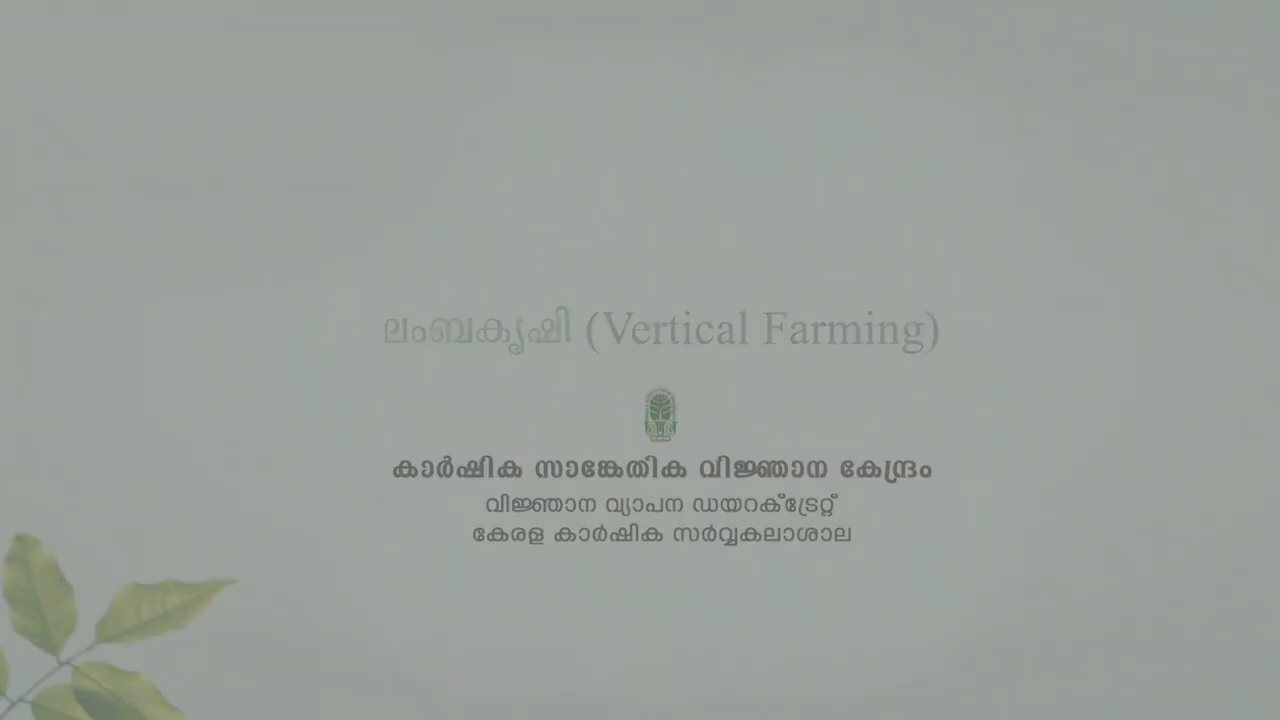 ലംബകൃഷി (Vertical Farming)
കാർഷിക സാങ്കേതിക വിജ്ഞാന കേന്ദ്രം
വിജ്ഞാന വ്യാപന ഡയറക്ട്രേറ്റ്
കേരള കാർഷിക സർവ്വകലാശാല